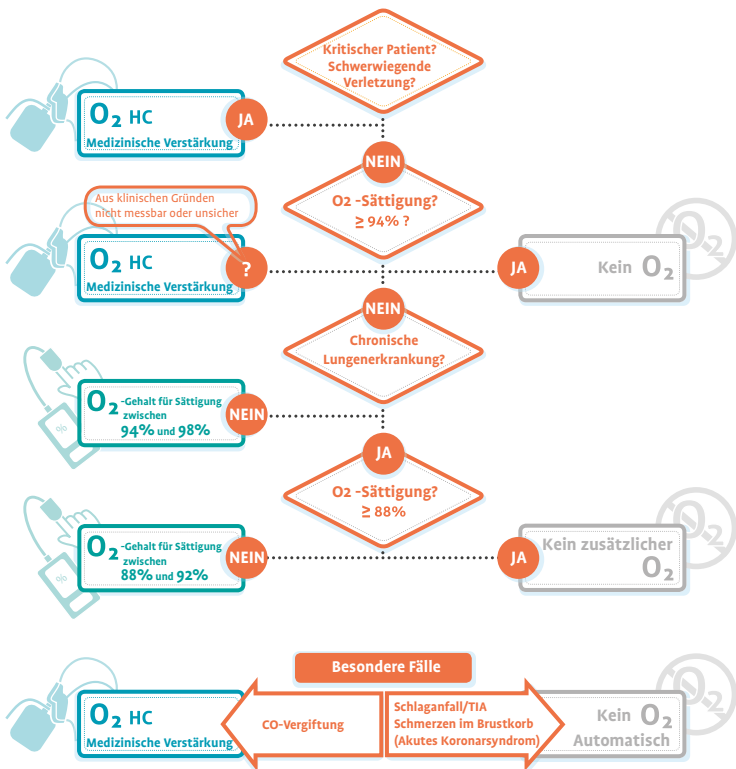 Kritischer Patient?
Schwerwiegende
Verletzung?
O2 HC
Medizinische Verstärkung
JA
NEIN
O2 -Sättigung?
≥ 94% ?
Aus klinischen Gründen
nicht messbar oder unsicher
O2 HC
Medizinische Verstärkung
?
JA
Kein O2
O2
NEIN
Chronische
Lungenerkrankung?
O2 -Gehalt für Sättigung
zwischen
94% und 98%
%
NEIN
JA
O2 -Sättigung?
≥ 88%
O2 -Gehalt für Sättigung
zwischen
88% und 92%
%
NEIN
JA
Kein zusätzlicher
O2
O2
Besondere Fälle
O2 HC
Medizinische Verstärkung
CO-Vergiftung
Schlaganfall/TIA
Schmerzen im Brustkorb
(Akutes Koronarsyndrom)
Kein O2
Automatisch
O2